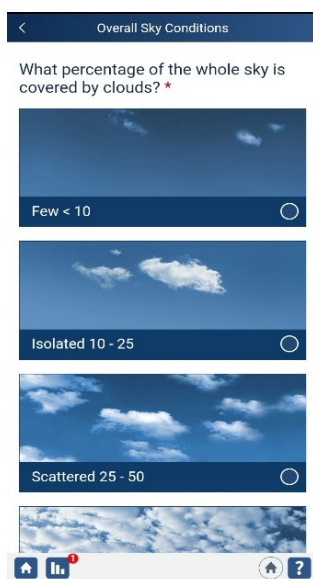 Overall Sky Conditions
What percentage of the whole sky is
covered by clouds? *
Few < 10
Isolated 10 - 25
Scattered 25 - 50
1
?